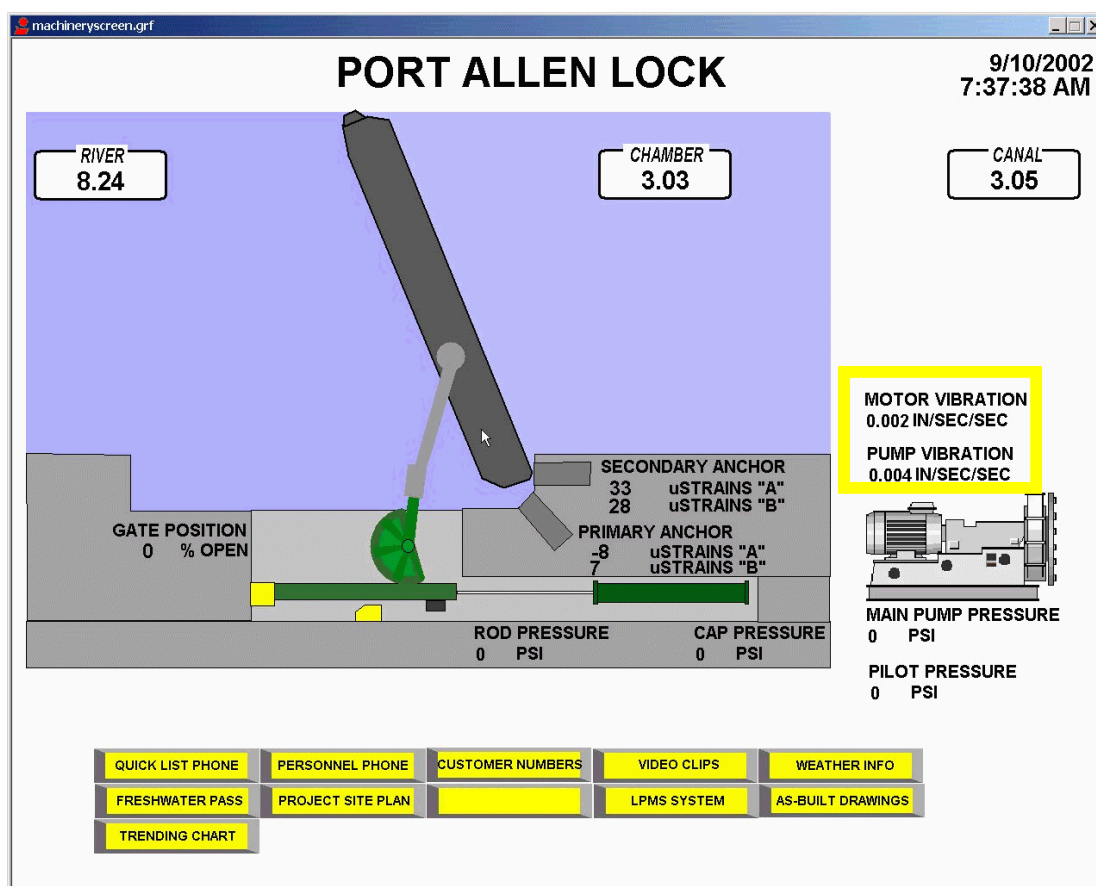 machineryscreen.grf
PORT ALLEN LOCK
9/10/2002
7:37:38 AM
RIVER
8.24
CHAMBER
3.03
CANAL
3.05
MOTOR VIBRATION
0.002 IN/SEC/SEC
PUMP VIBRATION
0.004 IN/SEC/SEC
SECONDARY ANCHOR
33 uSTRAINS "A"
28 uSTRAINS "B"
GATE POSITION
0 % OPEN
PRIMARY ANCHOR
-8 uSTRAINS "A"
7 uSTRAINS "B"
ROD PRESSURE
0 PSI
CAP PRESSURE
0 PSI
MAIN PUMP PRESSURE
0 PSI
PILOT PRESSURE
0 PSI
QUICK LIST PHONE
PERSONNEL PHONE
CUSTOMER NUMBERS
VIDEO CLIPS
WEATHER INFO
FRESHWATER PASS
PROJECT SITE PLAN
LPMS SYSTEM
AS-BUILT DRAWINGS
TRENDING CHART